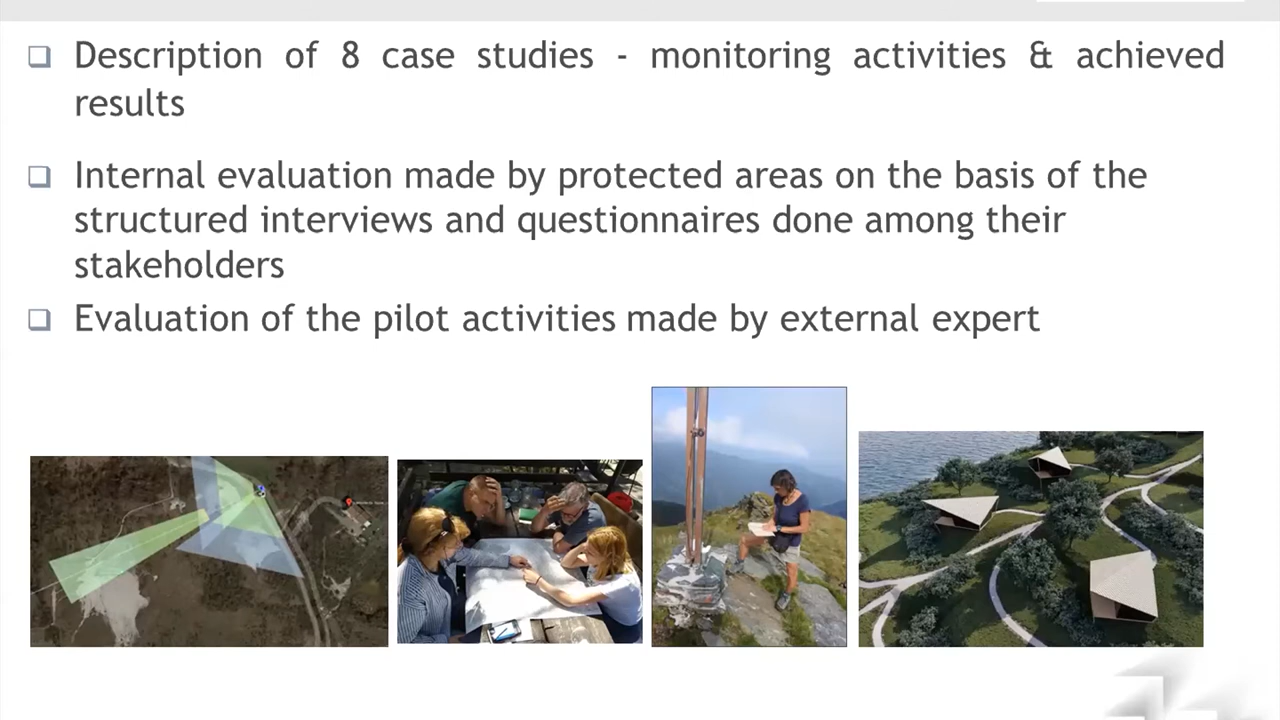 Description of 8 case studies - monitoring activities & achieved
results
Internal evaluation made by protected areas on the basis of the
structured interviews and questionnaires done among their
stakeholders
Evaluation of the pilot activities made by external expert